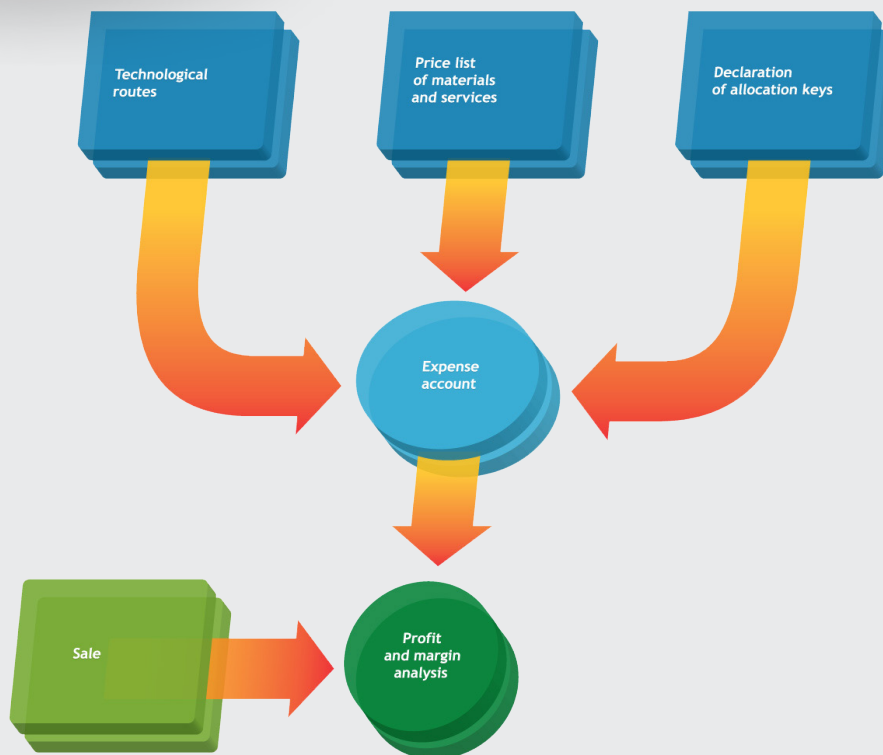 Technological
routes
Price list
of materials
and services
Declaration
of allocation keys
Expense
account
Sale
Profit
and margin
analysis